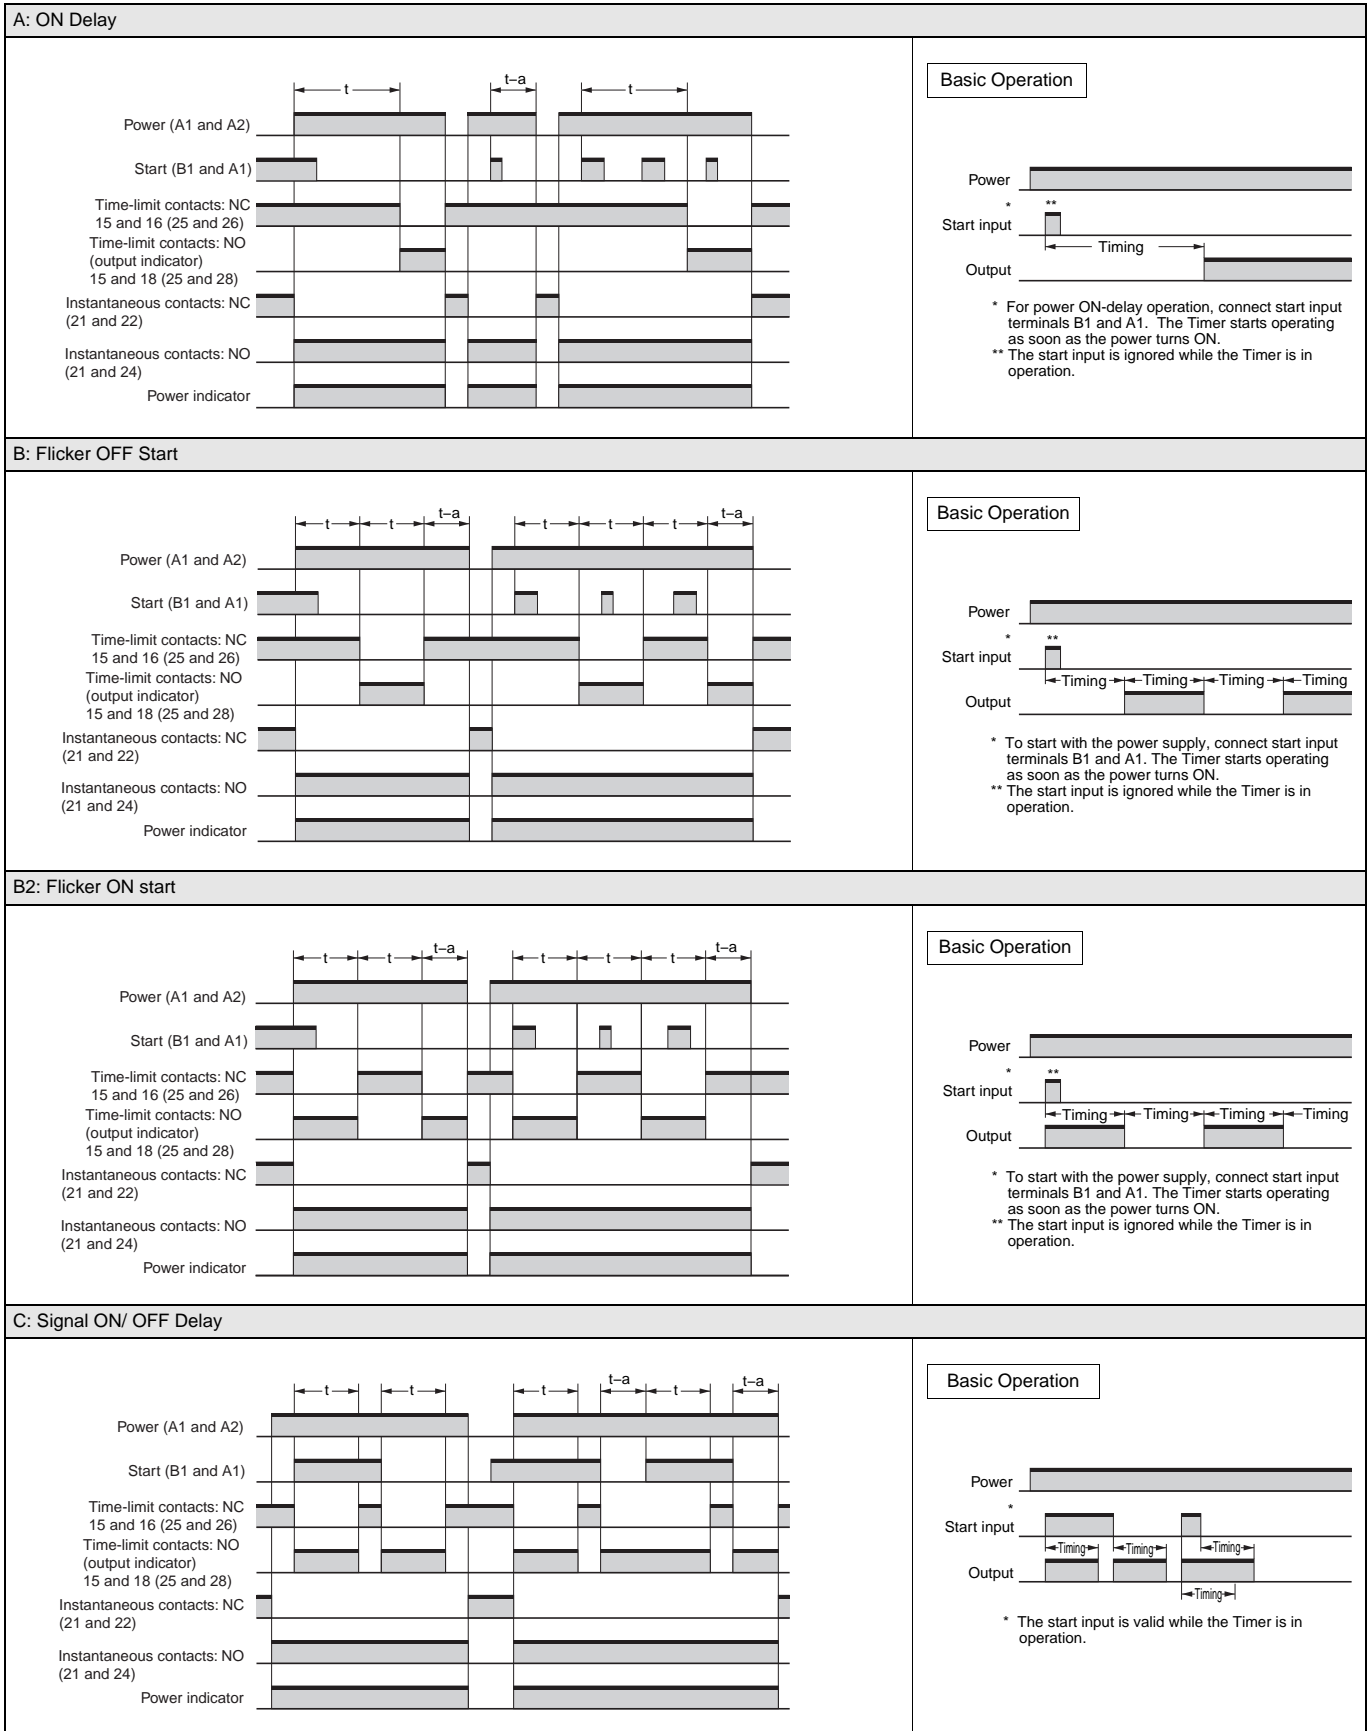 A: ON Delay
t
t–a
t
Power (A1 and A2)
Start (B1 and A1)
Time-limit contacts: NC
15 and 16 (25 and 26)
Time-limit contacts: NO
(output indicator)
15 and 18 (25 and 28)
Instantaneous contacts: NC
(21 and 22)
Instantaneous contacts: NO
(21 and 24)
Power indicator
Basic Operation
Power
*
**
Start input
Timing
Output
* For power ON-delay operation, connect start input
terminals B1 and A1. The Timer starts operating
as soon as the power turns ON.
** The start input is ignored while the Timer is in
operation.
B: Flicker OFF Start
t
t
t–a
t
t
t
t–a
Power (A1 and A2)
Start (B1 and A1)
Time-limit contacts: NC
15 and 16 (25 and 26)
Time-limit contacts: NO
(output indicator)
15 and 18 (25 and 28)
Instantaneous contacts: NC
(21 and 22)
Instantaneous contacts: NO
(21 and 24)
Power indicator
Basic Operation
Power
*
**
Start input
Timing
Timing
Timing
Timing
Output
* To start with the power supply, connect start input
terminals B1 and A1. The Timer starts operating
as soon as the power turns ON.
** The start input is ignored while the Timer is in
operation.
B2: Flicker ON start
t
t
t–a
t
t
t
t–a
Power (A1 and A2)
Start (B1 and A1)
Time-limit contacts: NC
15 and 16 (25 and 26)
Time-limit contacts: NO
(output indicator)
15 and 18 (25 and 28)
Instantaneous contacts: NC
(21 and 22)
Instantaneous contacts: NO
(21 and 24)
Power indicator
Basic Operation
Power
*
**
Start input
Timing
Timing
Timing
Timing
Output
* To start with the power supply, connect start input
terminals B1 and A1. The Timer starts operating
as soon as the power turns ON.
** The start input is ignored while the Timer is in
operation.
C: Signal ON/ OFF Delay
t
t
t
t–a
t
t–a
Power (A1 and A2)
Start (B1 and A1)
Time-limit contacts: NC
15 and 16 (25 and 26)
Time-limit contacts: NO
(output indicator)
15 and 18 (25 and 28)
Instantaneous contacts: NC
(21 and 22)
Instantaneous contacts: NO
(21 and 24)
Power indicator
Basic Operation
Power
*
Start input
Timing
Timing
Timing
Output
Timing
* The start input is valid while the Timer is in
operation.